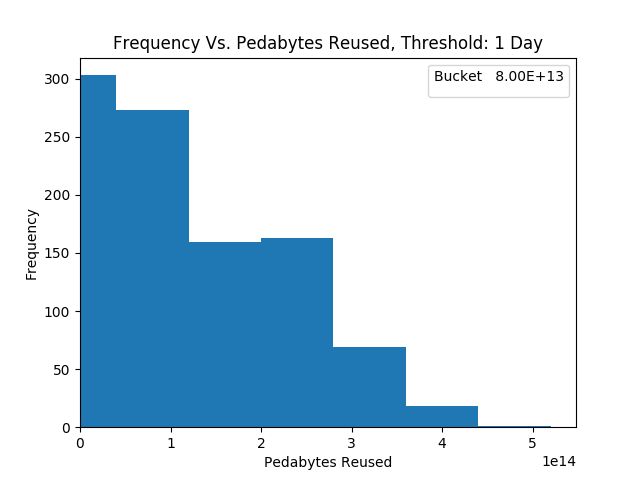 Frequency Vs. Pedabytes Reused, Threshold: 1 Day
Bucket 8.00E+13
300
250
200
150
100
50
0
Frequency
0 1 2 3 4 5
1e14
Pedabytes Reused